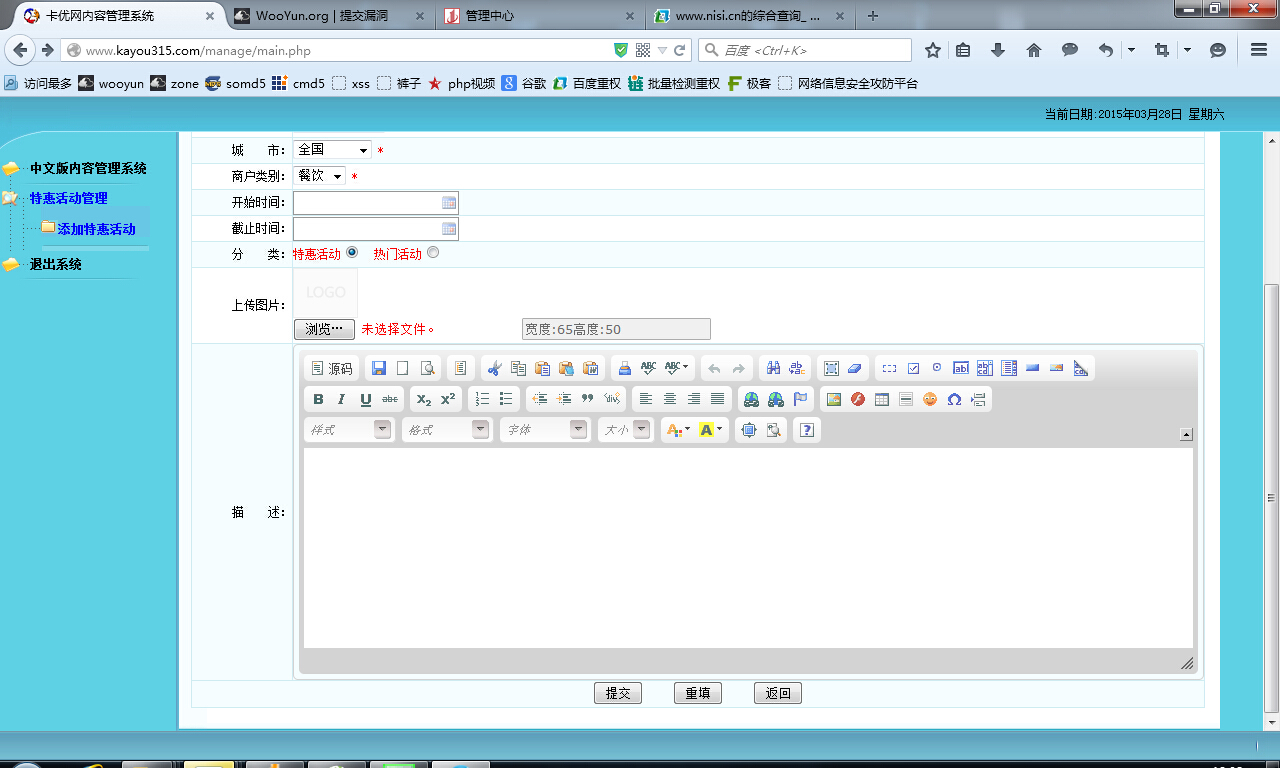 卡优网内容管理系统 WooYun.org | 提交漏洞 管理中心 www.nisi.cn的综合查询_ ...
www.kayou315.com/manage/main.php 百度 <Ctrl+K>
访问最多 wooyun zone somd5 cmd5 xss 裤子 php视频 谷歌 百度重权 批量检测重权 极客 网络信息安全攻防平台
当前日期:2015年03月28日 星期六
中文版内容管理系统
特惠活动管理
添加特惠活动
退出系统
城 市: 全国 *
商户类别: 餐饮 *
开始时间:
截止时间:
分 类: 特惠活动 热门活动
LOGO
上传图片:
浏览… 未选择文件。 宽度:65高度:50
源码
B I U abc X2 X2
样式 格式 字体 大小 A A ?
描 述:
提交 重填 返回